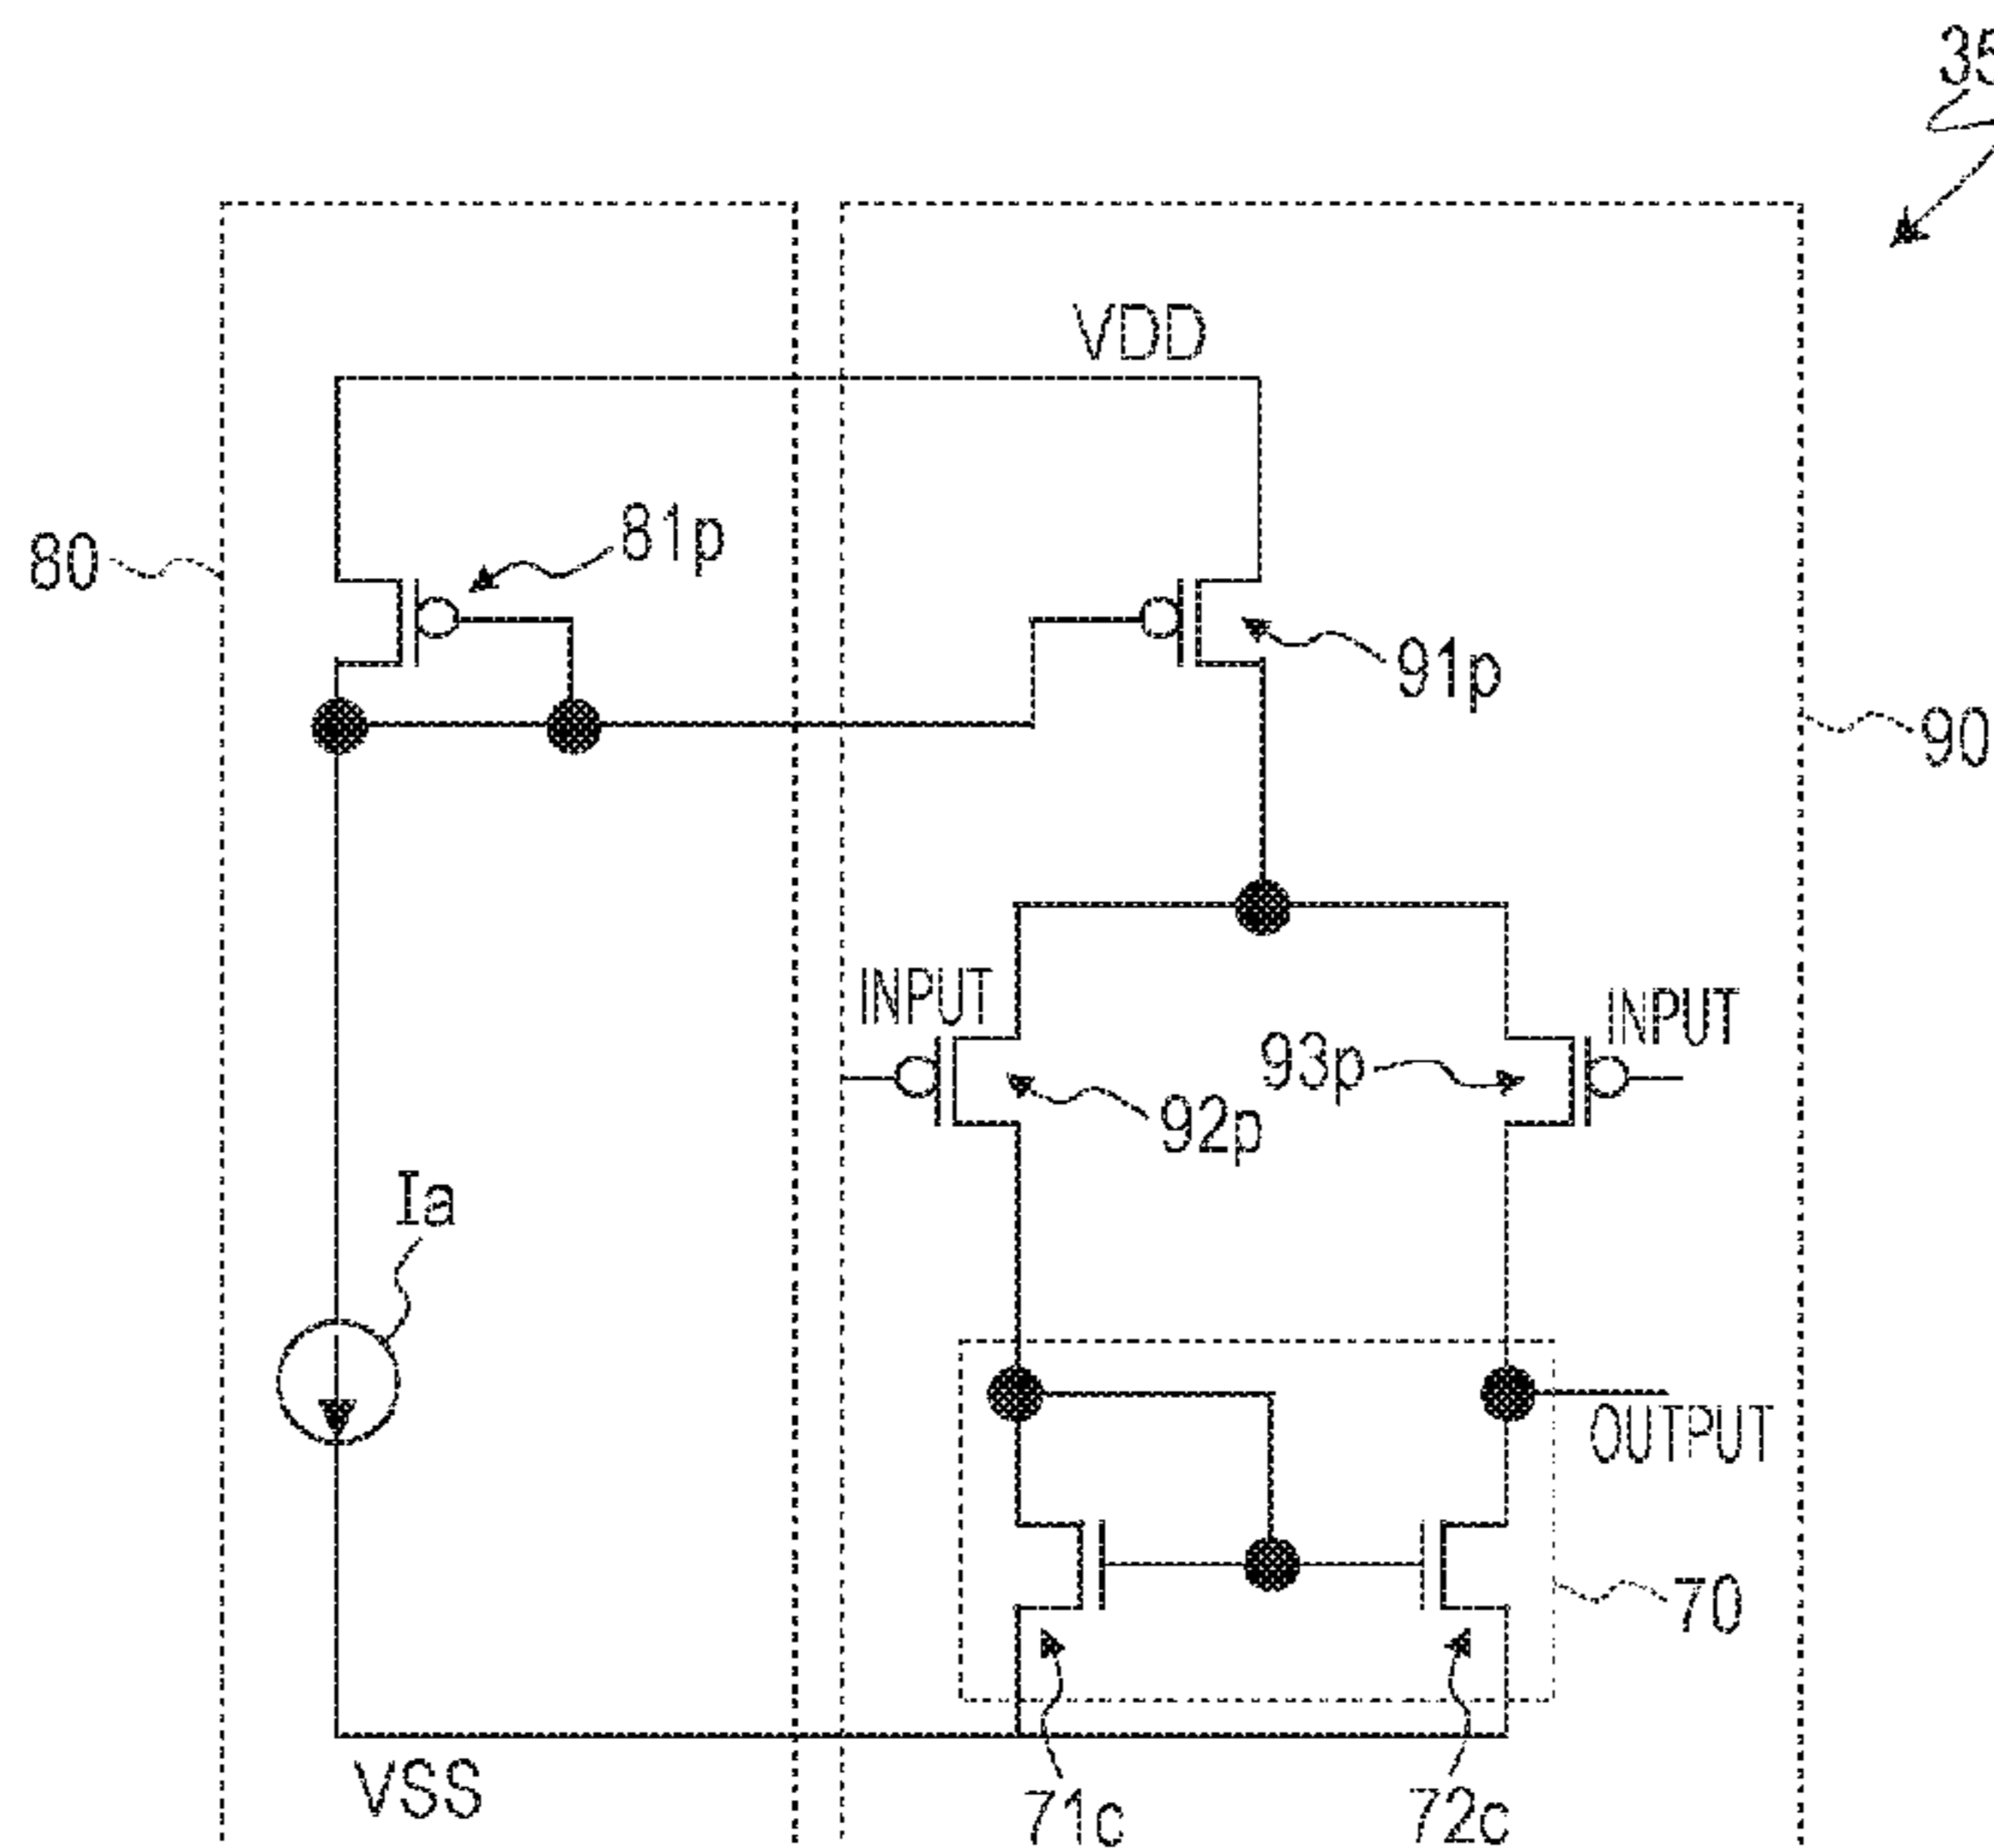 35
VDD
81p
80
91p
90
INPUT
INPUT
93p
92p
Ia
OUTPUT
70
VSS
71c
72c